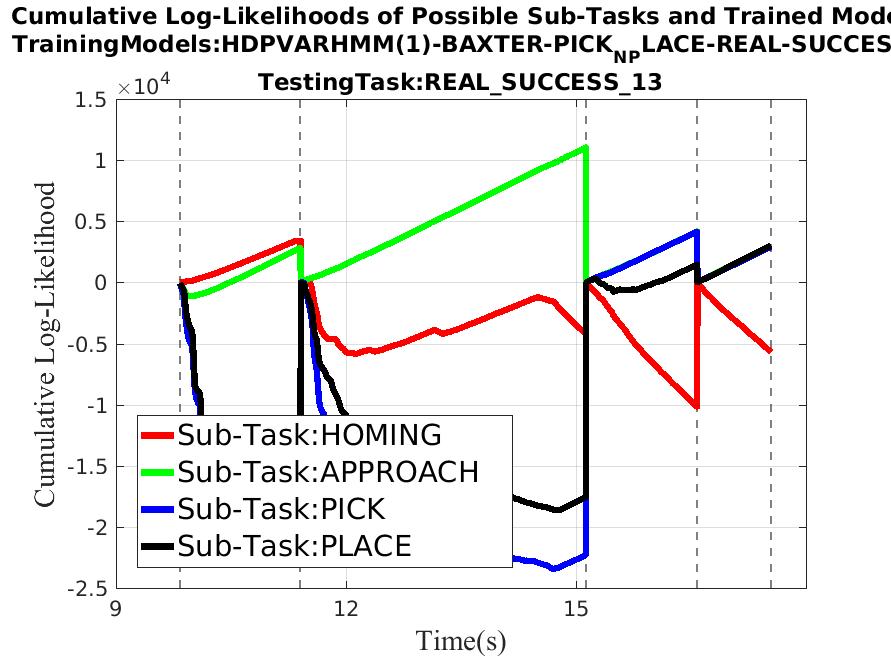 Cumulative Log-Likelihoods of Possible Sub-Tasks and Trained
TrainingModels:HDPVARHMM(1)-BAXTER-PICK_NPLACE-REAL-SUCCES
TestingTask:REAL_SUCCESS_13
×10^4
1.5
1
0.5
0
-0.5
-1
-1.5
-2
-2.5
Cumulative Log-Likelihood
Sub-Task:HOMING
Sub-Task:APPROACH
Sub-Task:PICK
Sub-Task:PLACE
9 12 15
Time(s)